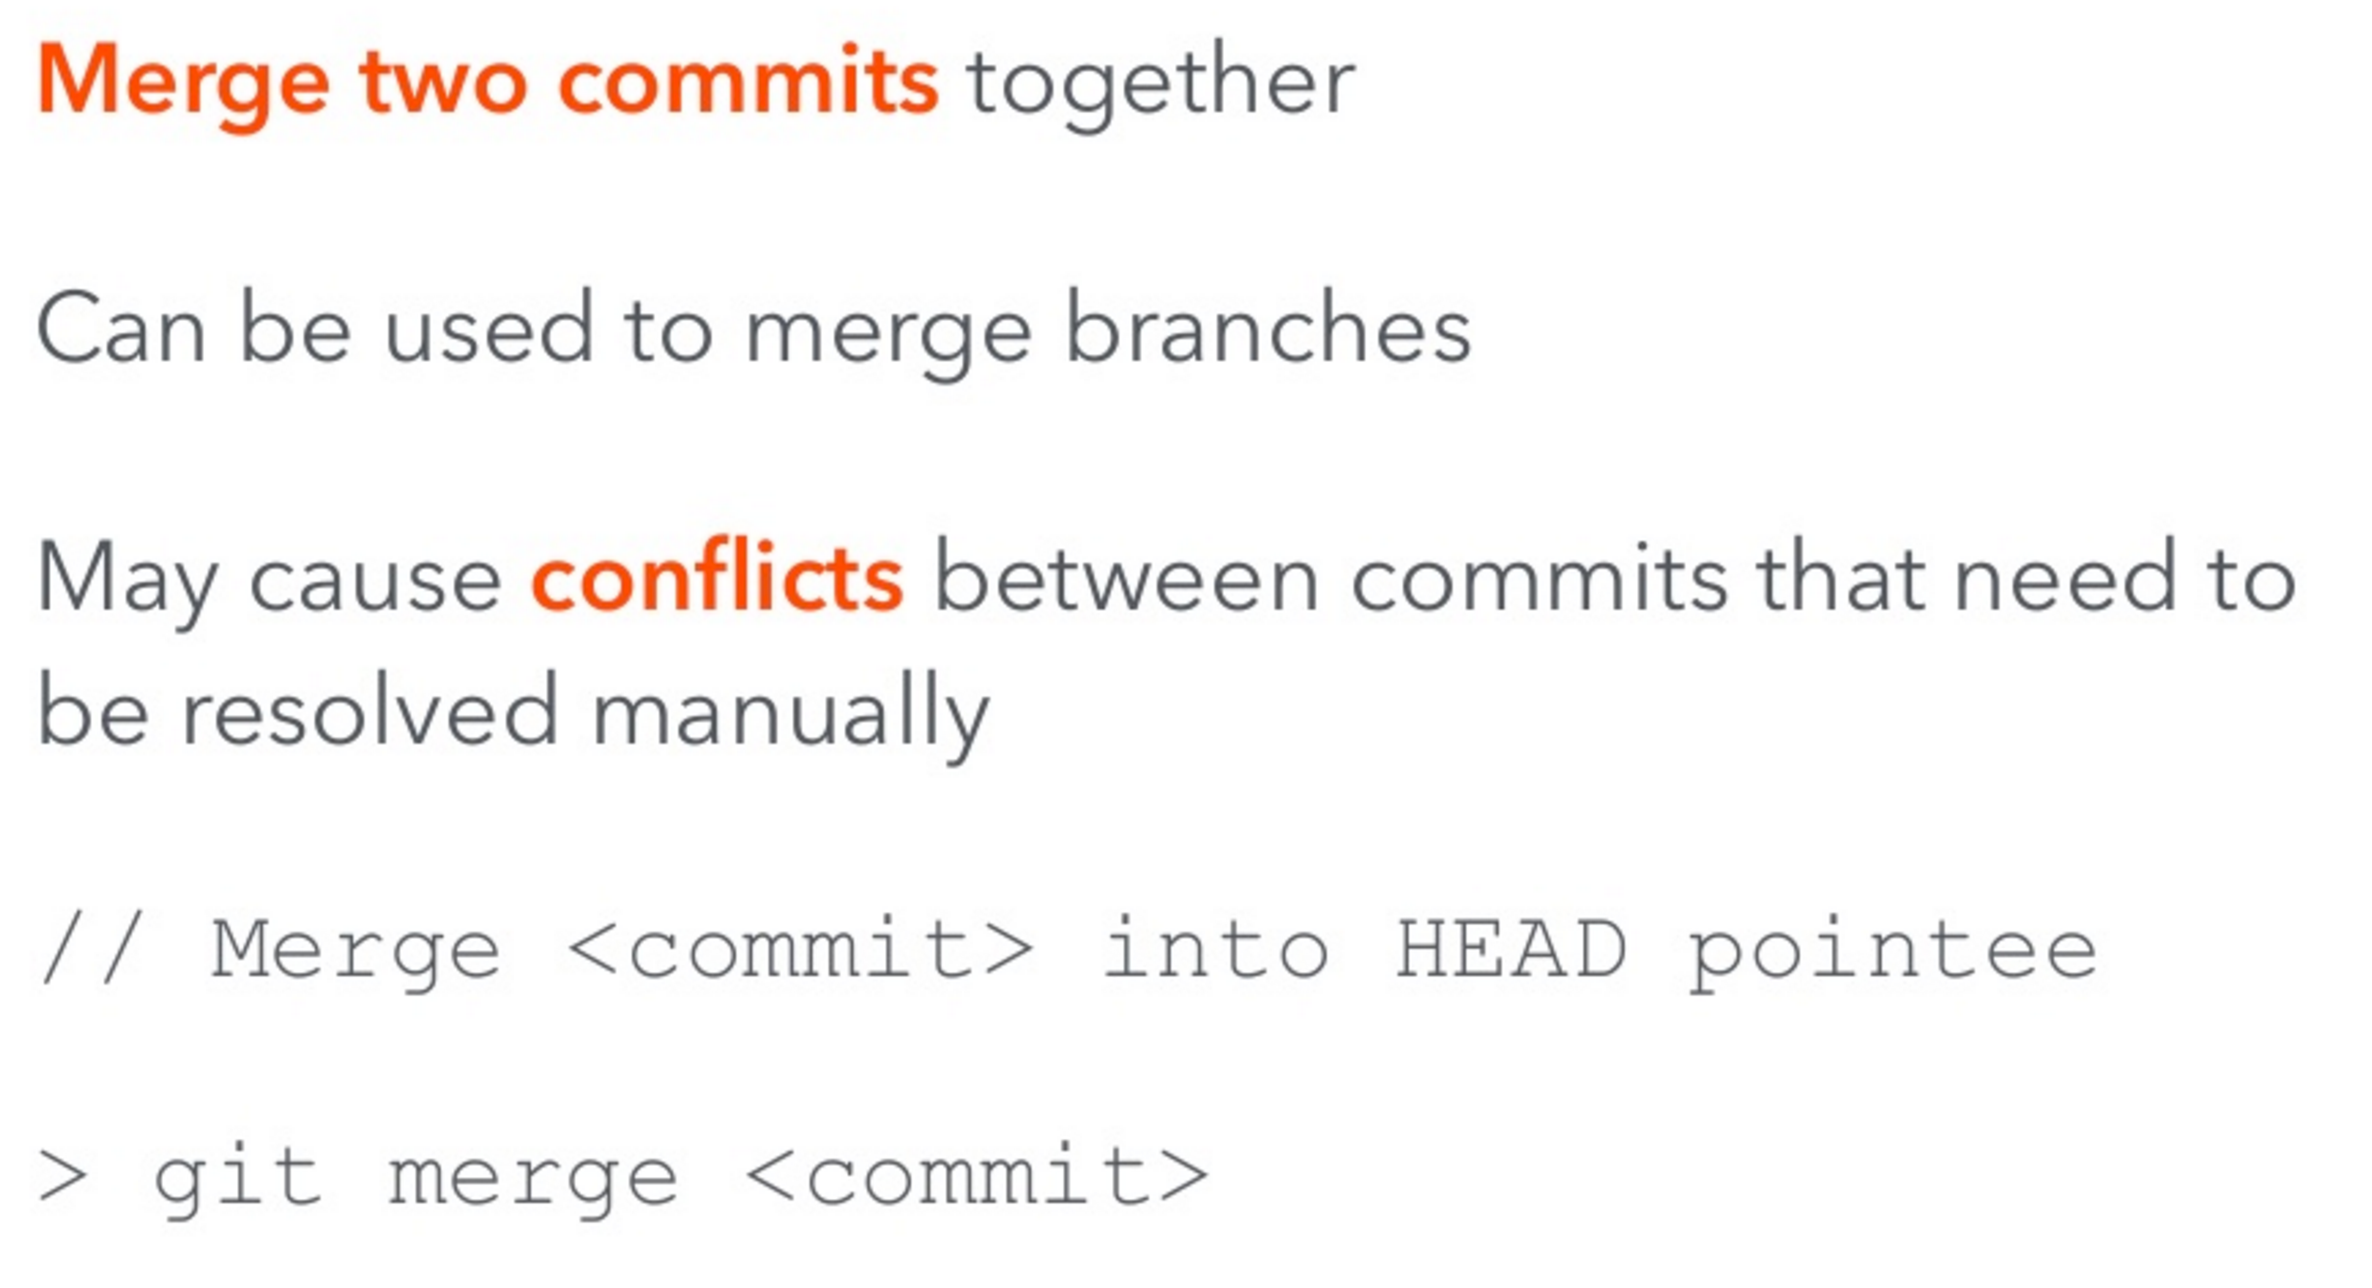 Merge two commits together
Can be used to merge branches
May cause conflicts between commits that need to
be resolved manually
// Merge <commit> into HEAD pointee
> git merge <commit>